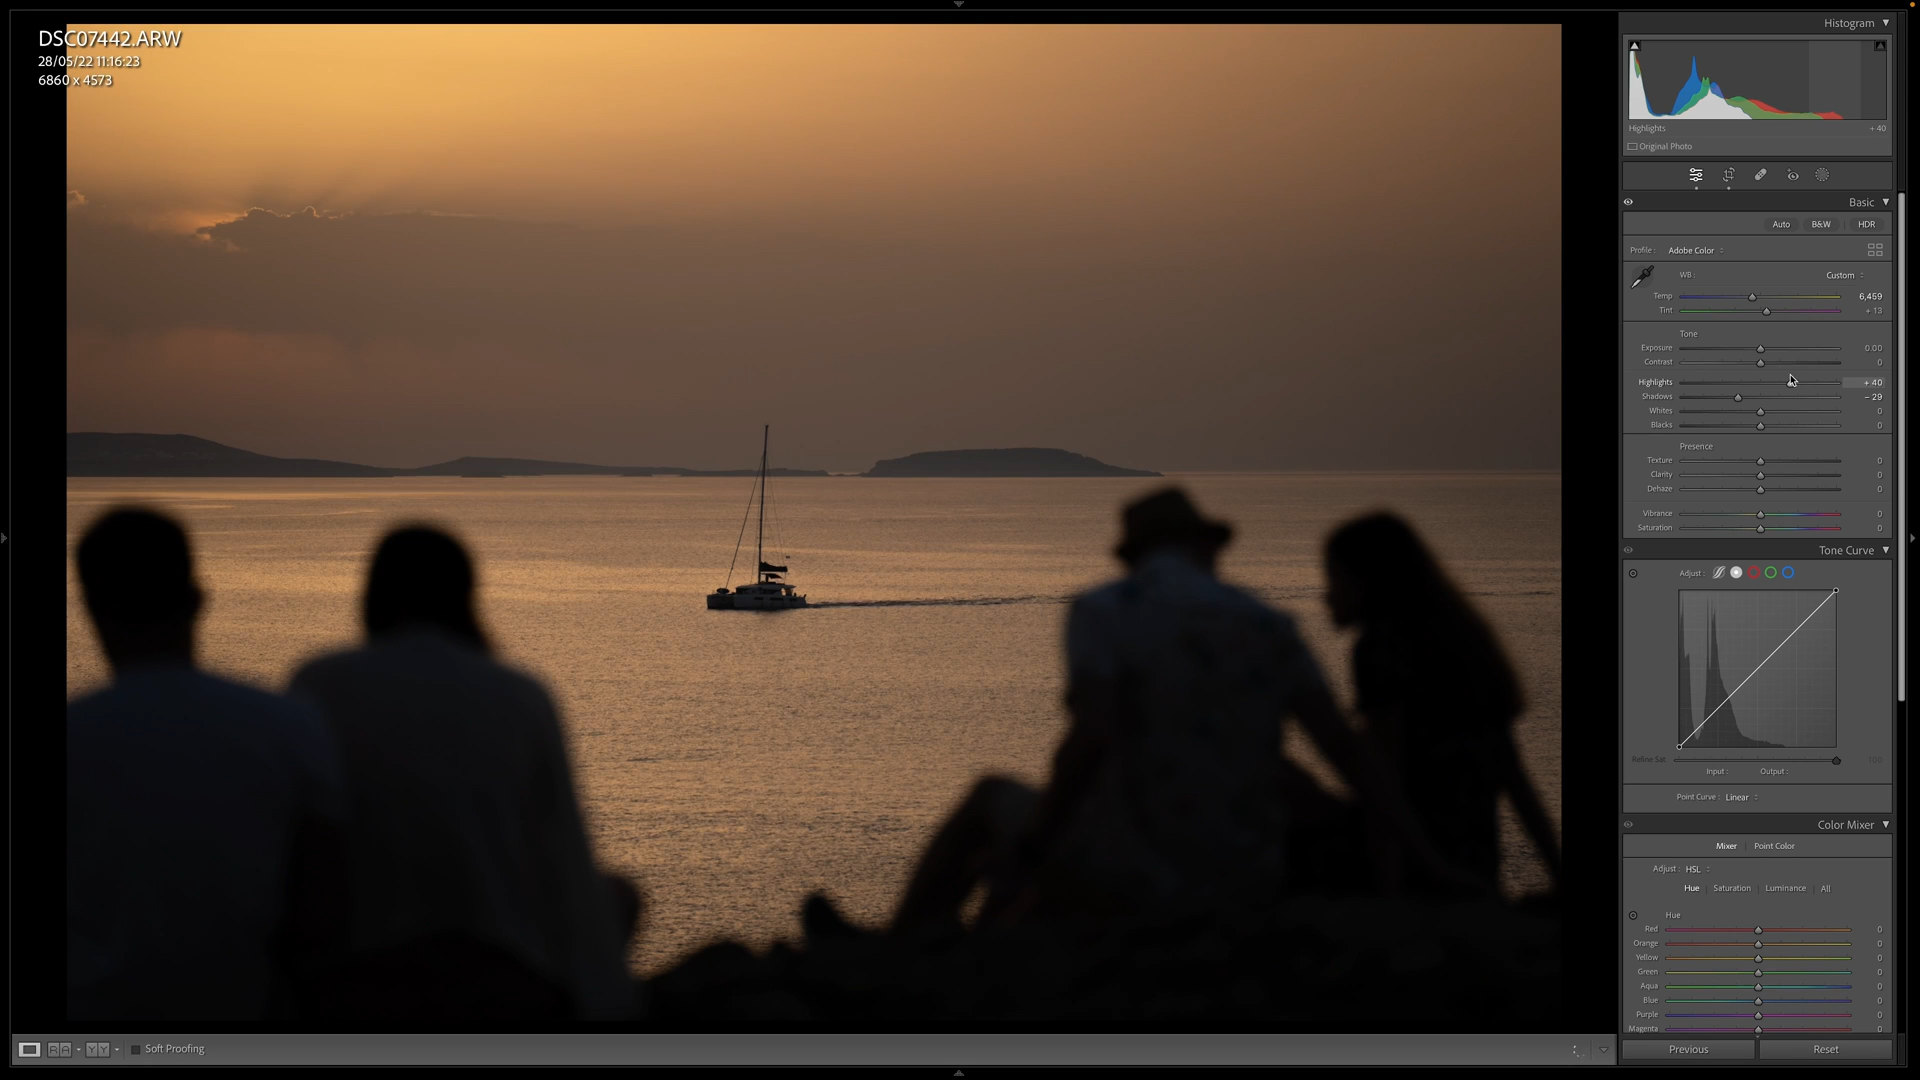 DSC07442.ARW
28/05/22 11:16:23
6860 x 4573
Histogram
Highlights + 40
Original Photo
Basic
Auto B&W HDR
Profile : Adobe Color
WB : Custom
Temp 6,459
Tint + 13
Tone
Exposure 0.00
Contrast 0
Highlights + 40
Shadows − 29
Whites 0
Blacks 0
Presence
Texture 0
Clarity 0
Dehaze 0
Vibrance 0
Saturation 0
Tone Curve
Adjust :
Refine Sat. 100
Input : Output :
Point Curve : Linear
Color Mixer
Mixer Point Color
Adjust : HSL
Hue Saturation Luminance All
Hue
Red 0
Orange 0
Yellow 0
Green 0
Aqua 0
Blue 0
Purple 0
Magenta 0
Soft Proofing
Previous Reset